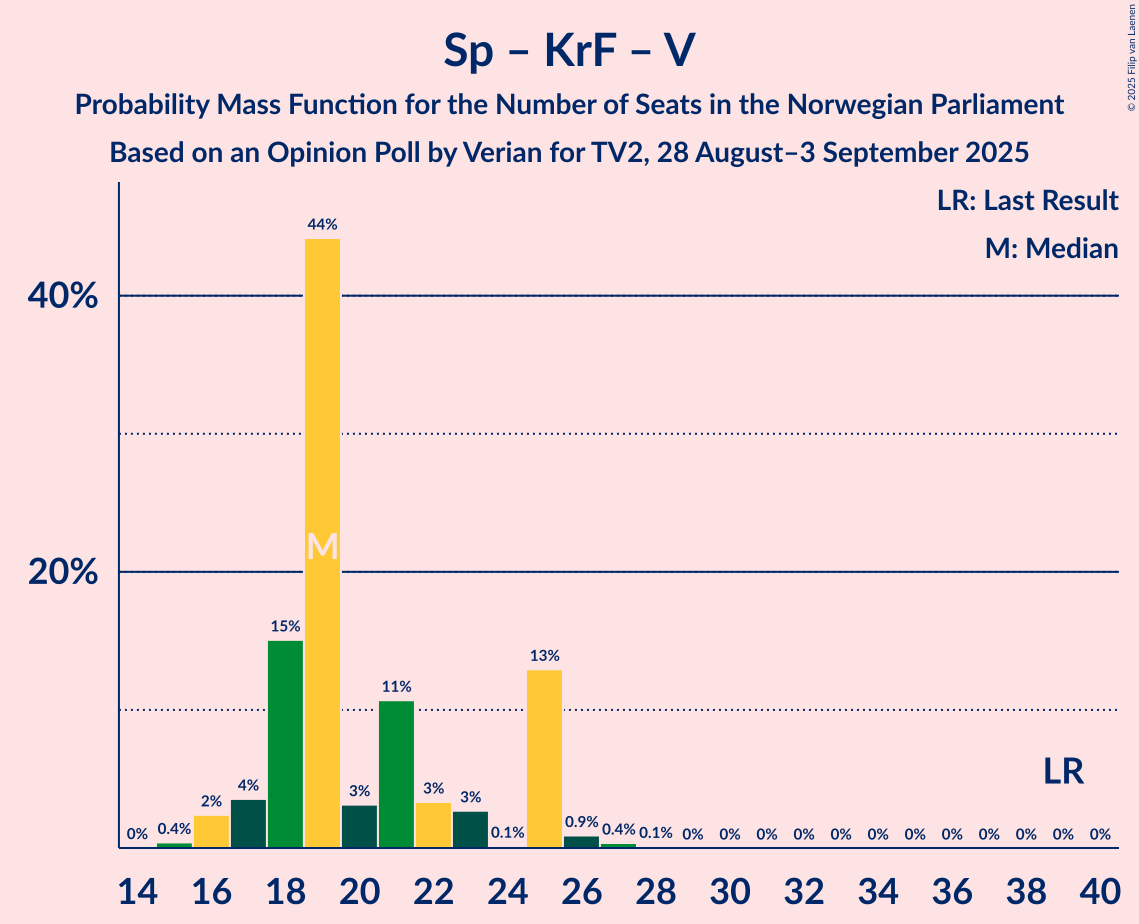 Sp – KrF – V
Probability Mass Function for the Number of Seats in the Norwegian Parliament
Based on an Opinion Poll by Verian for TV2, 28 August–3 September 2025
© 2025 Filip van Laenen
LR: Last Result
M: Median
40%
20%
0% 0.4% 2% 4% 15% 44% 3% 11% 3% 3% 0.1% 13% 0.9% 0.4% 0.1% 0% 0% 0% 0% 0% 0% 0% 0% 0% 0% 0% 0%
M
LR
14 16 18 20 22 24 26 28 30 32 34 36 38 40